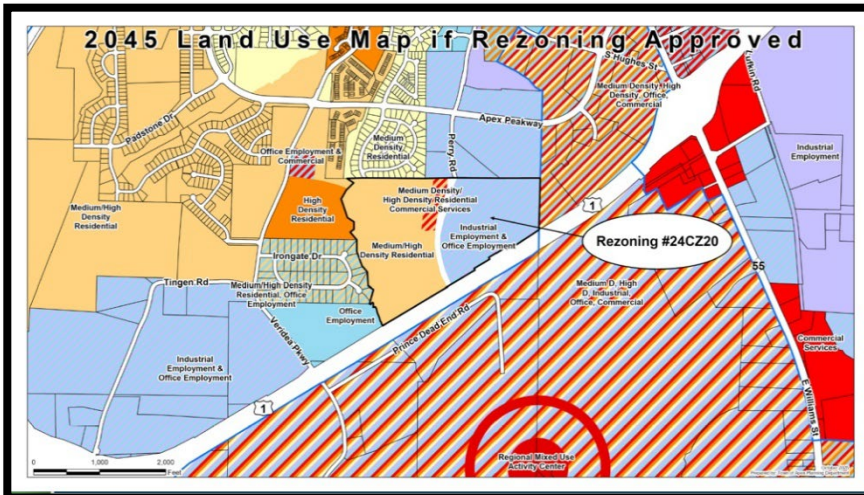 2045 Land Use Map if Rezoning Approved
S Hughes St
Lufkin Rd
Medium Density, High
Density, Office,
Commercial
Padstone Dr
Apex Peakway
Perry Rd
Medium
Density
Residential
Office Employment &
Commercial
Industrial
Employment
Medium/High
Density
Residential
High
Density
Residential
Medium Density/
High Density/Residential
Commercial Services
1
Industrial
Employment &
Office Employment
Rezoning #24CZ20
Medium/High
Density Residential
Irongate Dr
Tingen Rd
Medium/High Density
Residential, Office
Employment
Medium D, High
D, Industrial,
Office, Commercial
55
Office
Employment
Veridea Pkwy
Prince Dead End Rd
Commercial
Services
Industrial
Employment &
Office Employment
1
E Williams St
Regional Mixed Use
Activity Center
0 1,000 2,000
Feet